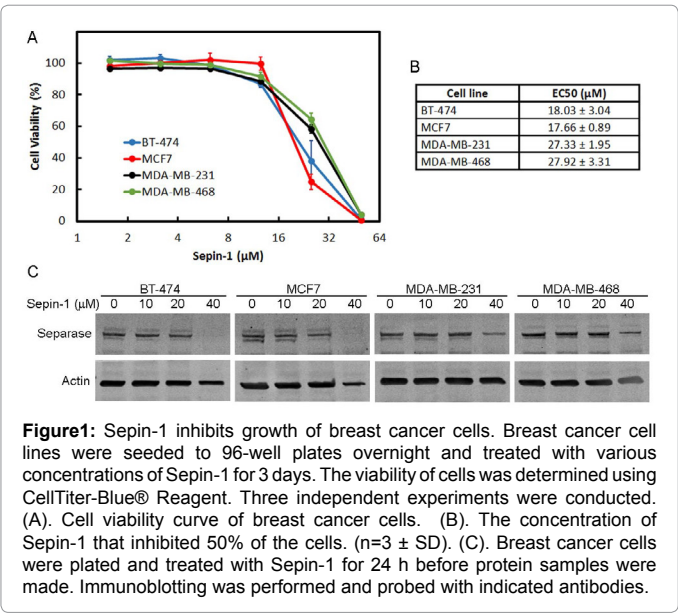 A
Cell Viability (%)
100
80
60
40
20
0
BT-474
MCF7
MDA-MB-231
MDA-MB-468
1 2 4 8 16 32 64
Sepin-1 (µM)
B
Cell line EC50 (µM)
BT-474 18.03 ± 3.04
MCF7 17.66 ± 0.89
MDA-MB-231 27.33 ± 1.95
MDA-MB-468 27.92 ± 3.31
C
BT-474 MCF7 MDA-MB-231 MDA-MB-468
Sepin-1 (µM) 0 10 20 40 0 10 20 40 0 10 20 40 0 10 20 40
Separase
Actin
Figure1: Sepin-1 inhibits growth of breast cancer cells. Breast cancer cell
lines were seeded to 96-well plates overnight and treated with various
concentrations of Sepin-1 for 3 days. The viability of cells was determined using
CellTiter-Blue® Reagent. Three independent experiments were conducted.
(A). Cell viability curve of breast cancer cells. (B). The concentration of
Sepin-1 that inhibited 50% of the cells. (n=3 ± SD). (C). Breast cancer cells
were plated and treated with Sepin-1 for 24 h before protein samples were
made. Immunoblotting was performed and probed with indicated antibodies.